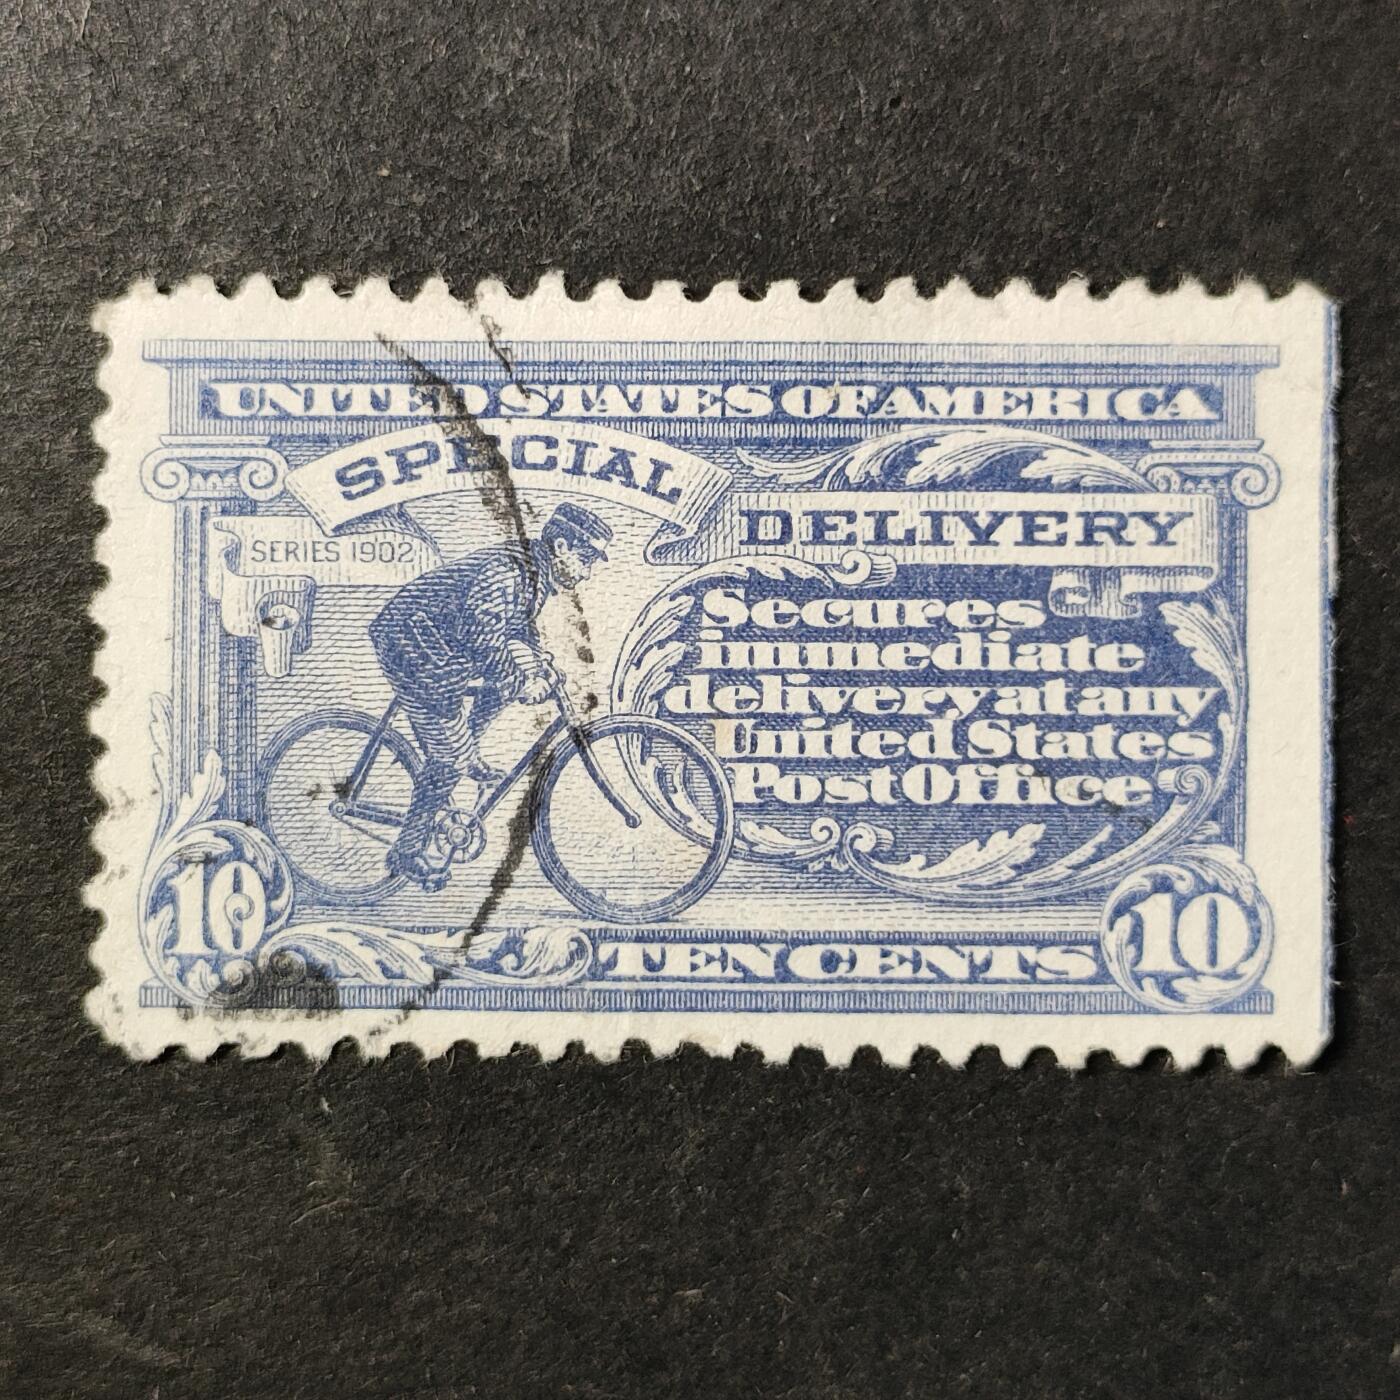 UNITED STATES OF AMERICA
SPECIAL
DELIVERY
SERIES 1902
Secures
immediate
delivery at any
United States
Post Office
10
TEN CENTS
10